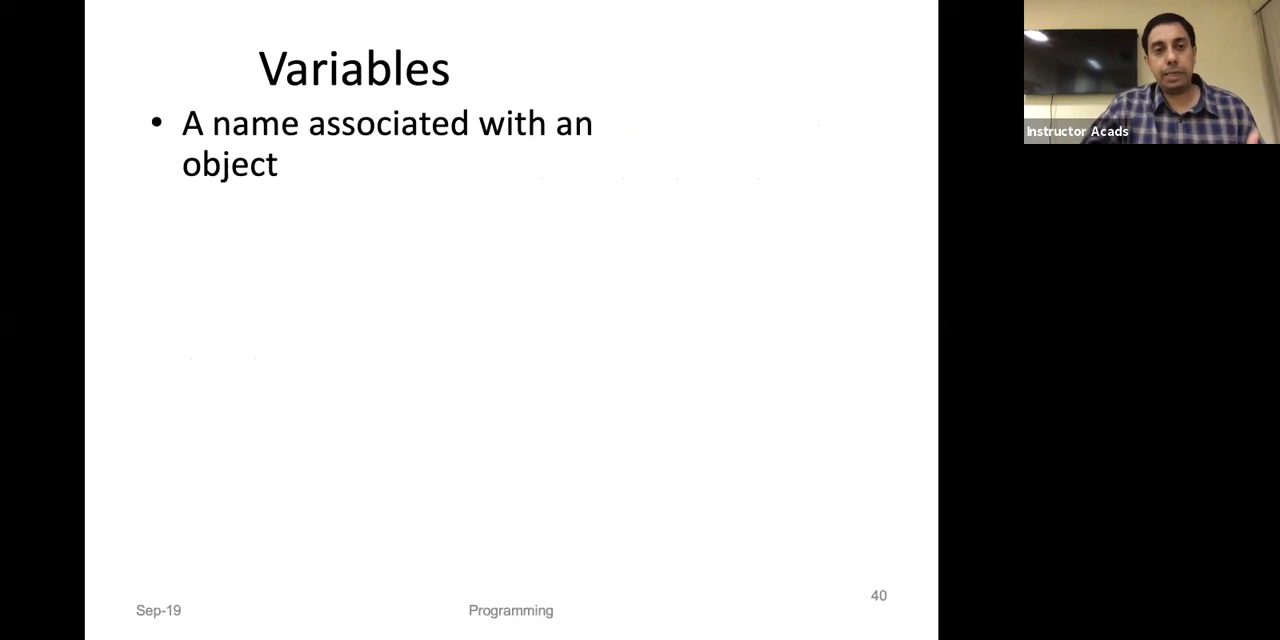 Variables
• A name associated with an
object
Instructor Acads
Sep-19
Programming
40